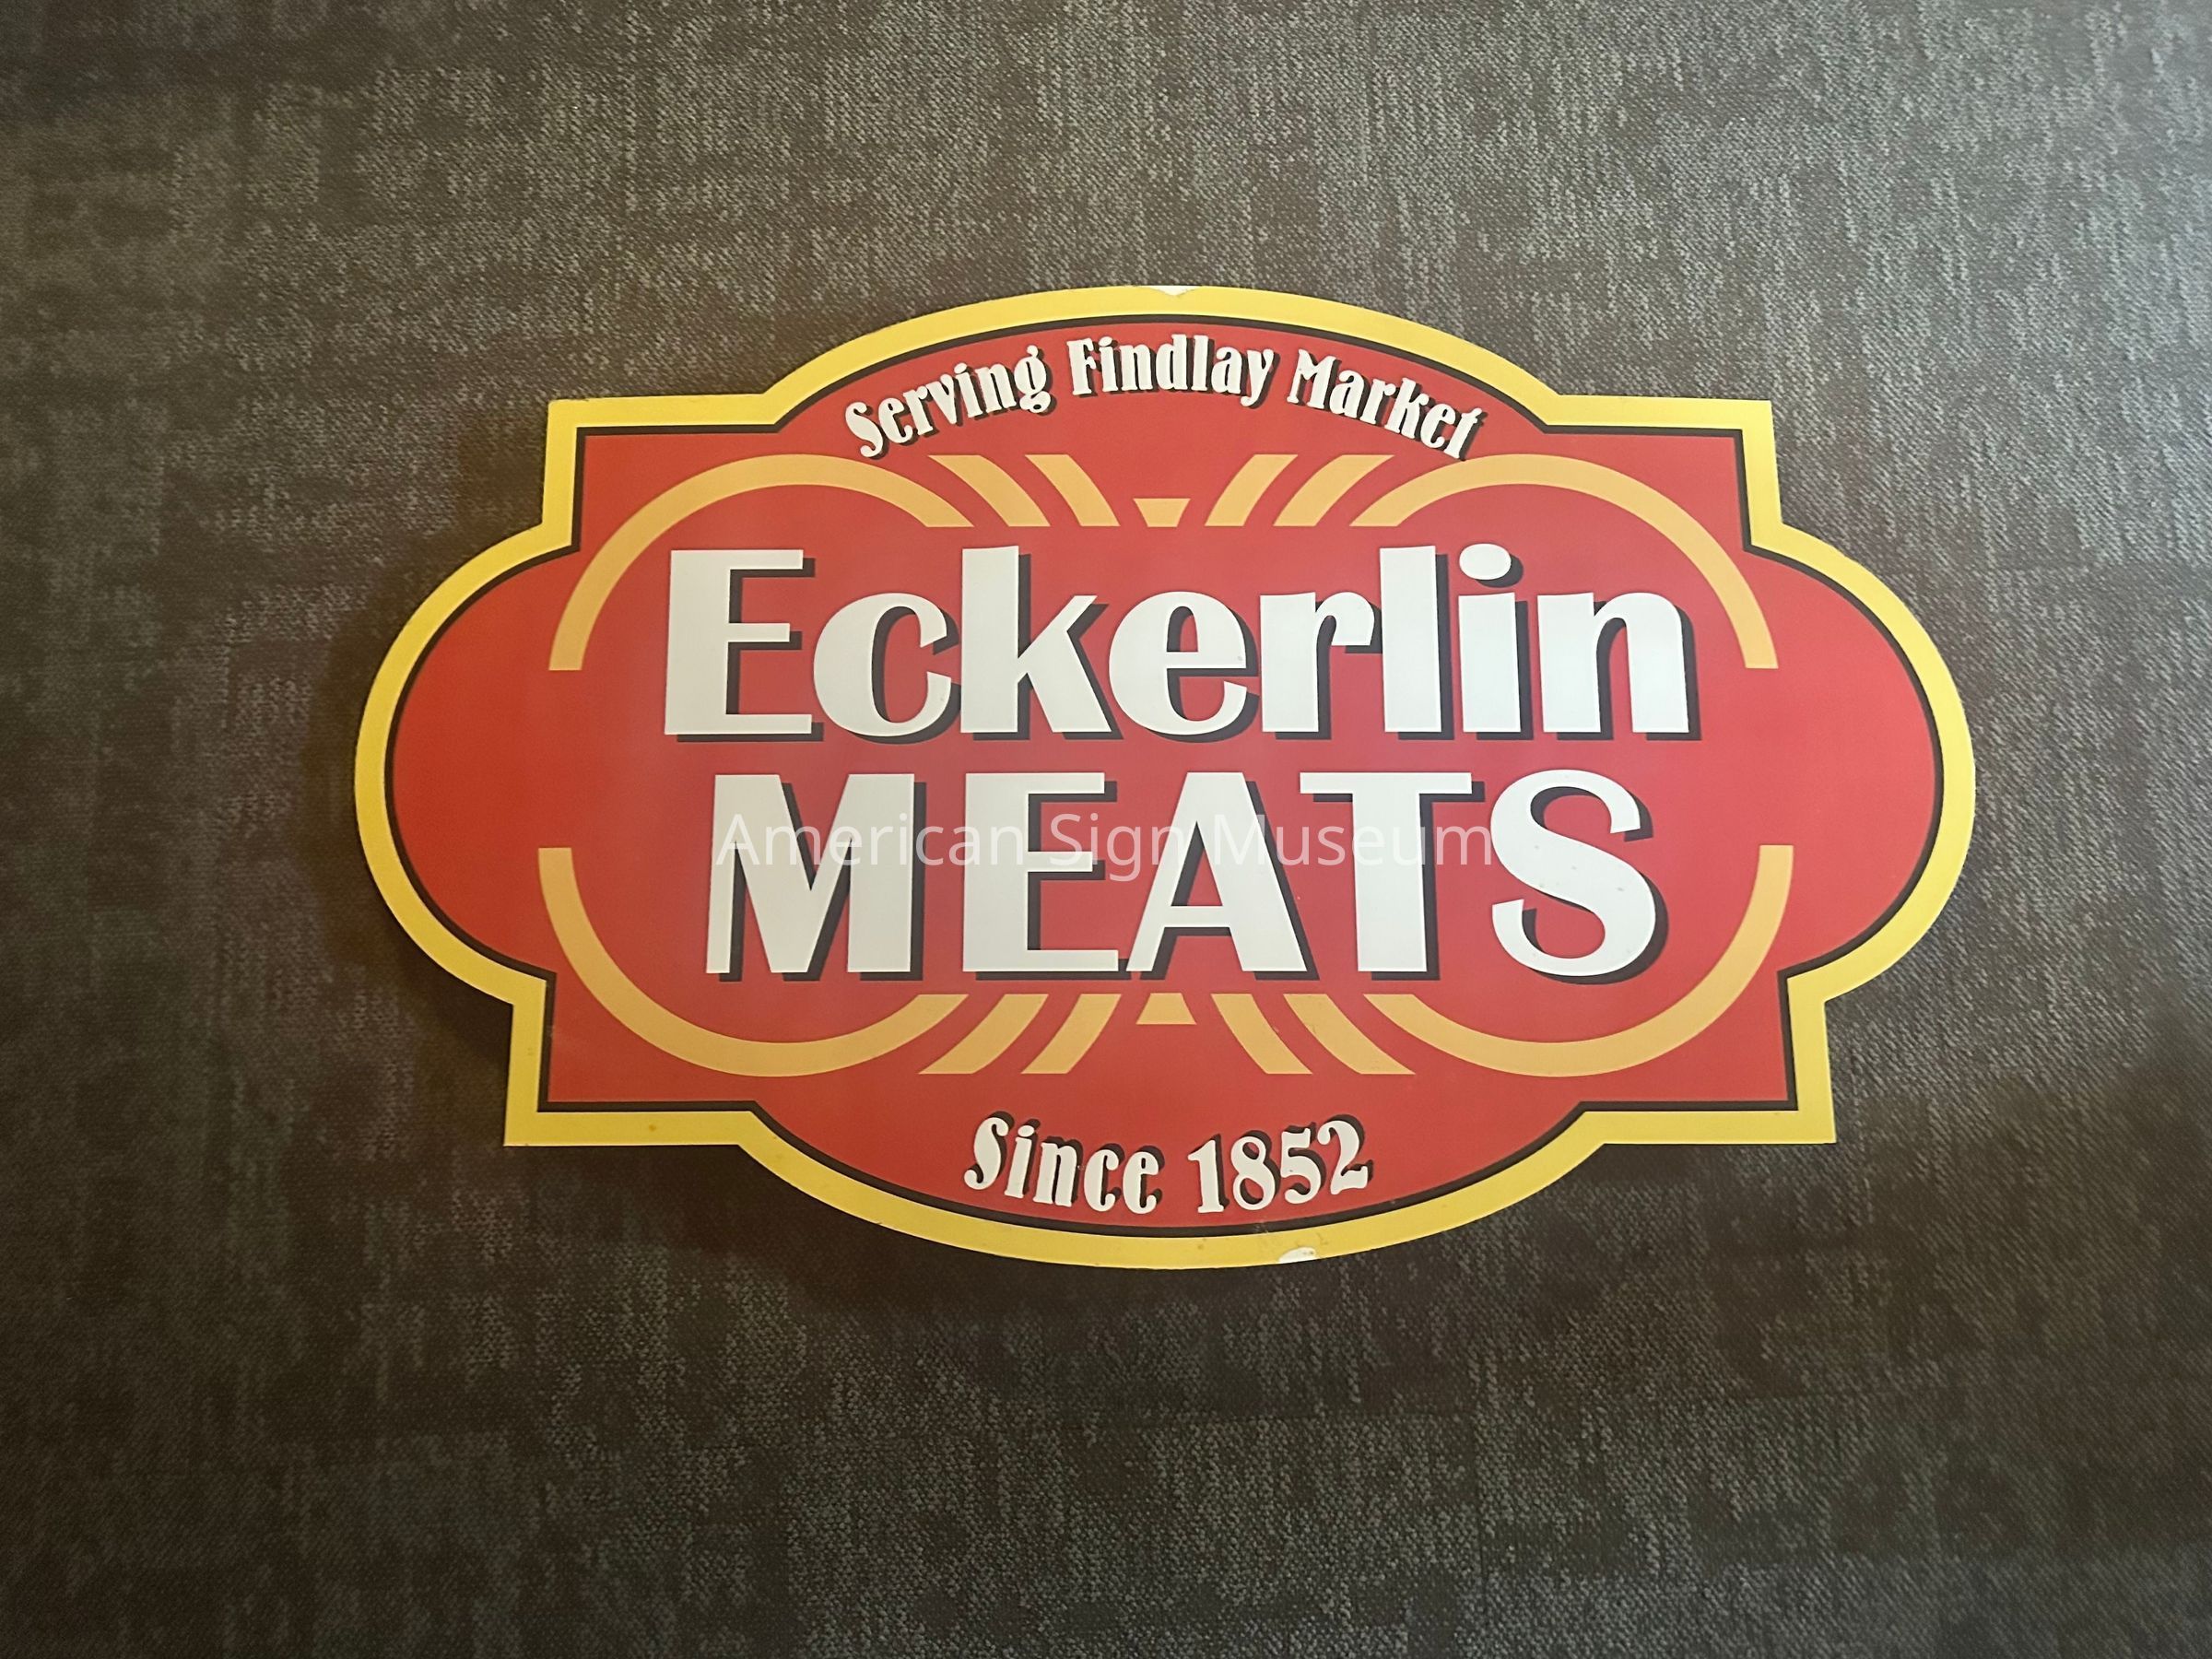 Serving Findlay Market
Eckerlin
MEATS
American Sign Museum
Since 1852